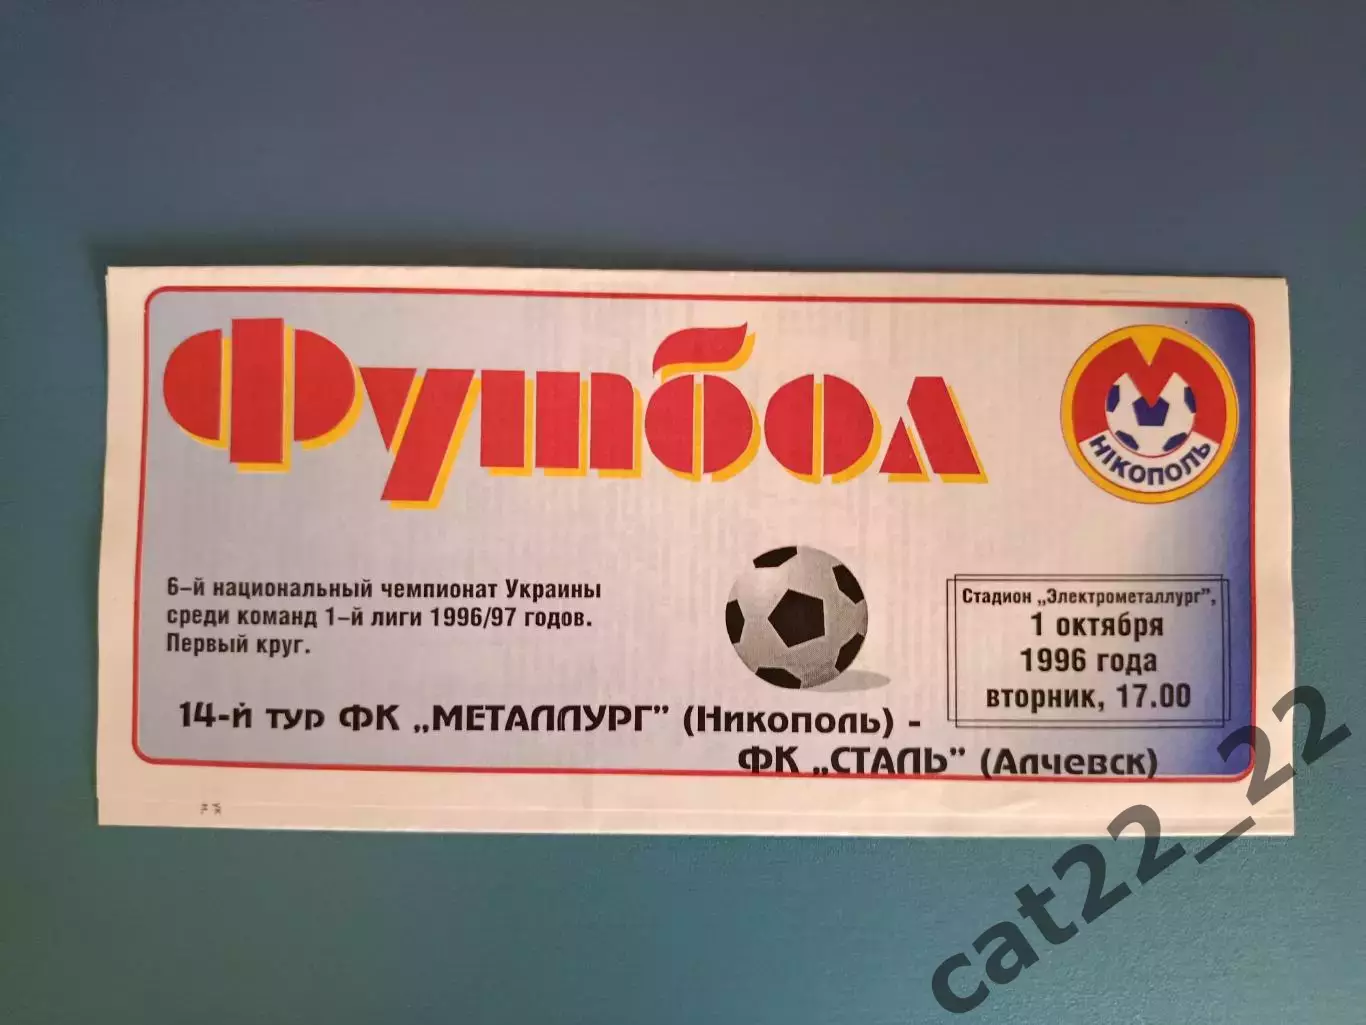 Футбол
М
НІКОПОЛЬ
6-й национальный чемпионат Украины
среди команд 1-й лиги 1996/97 годов.
Первый круг.
Стадион „Электрометаллург”,
1 октября
1996 года
вторник, 17.00
14-й тур ФК „МЕТАЛЛУРГ” (Никополь) -
ФК „СТАЛЬ” (Алчевск)
cat22_22